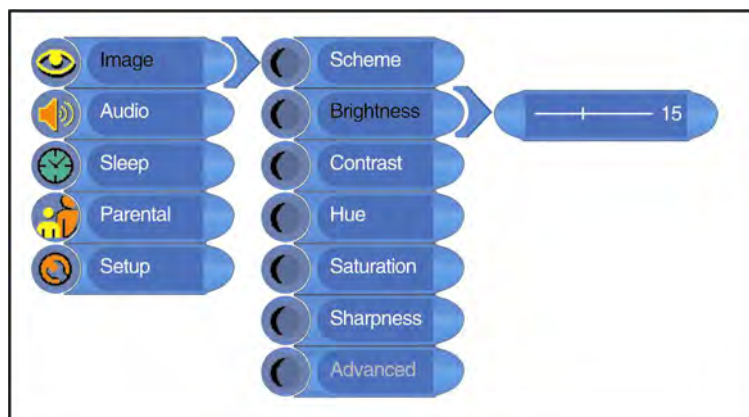 Image
Audio
Sleep
Parental
Setup
Scheme
Brightness
Contrast
Hue
Saturation
Sharpness
Advanced
15